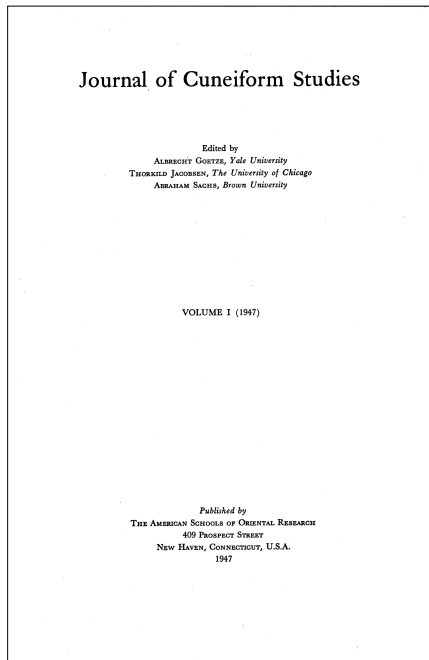 Journal of Cuneiform Studies
Edited by
ALBRECHT GOETZE, Yale University
THORKILD JACOBSEN, The University of Chicago
ABRAHAM SACHS, Brown University
VOLUME I (1947)
Published by
THE AMERICAN SCHOOLS OF ORIENTAL RESEARCH
409 PROSPECT STREET
NEW HAVEN, CONNECTICUT, U.S.A.
1947